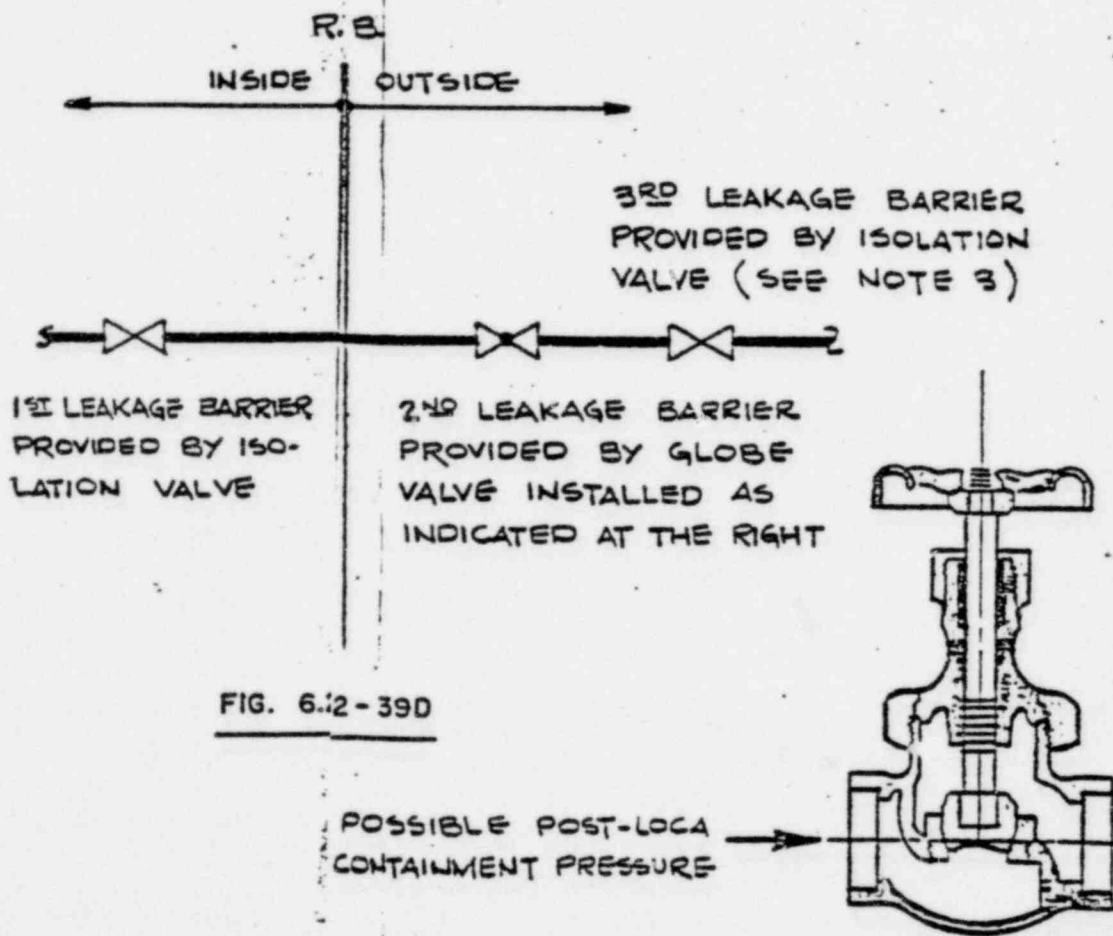 R.B.
INSIDE OUTSIDE
3RD LEAKAGE BARRIER
PROVIDED BY ISOLATION
VALVE (SEE NOTE 3)
1ST LEAKAGE BARRIER
PROVIDED BY ISO-
LATION VALVE
2ND LEAKAGE BARRIER
PROVIDED BY GLOBE
VALVE INSTALLED AS
INDICATED AT THE RIGHT
FIG. 6.2-39D
POSSIBLE POST-LOCA
CONTAINMENT PRESSURE